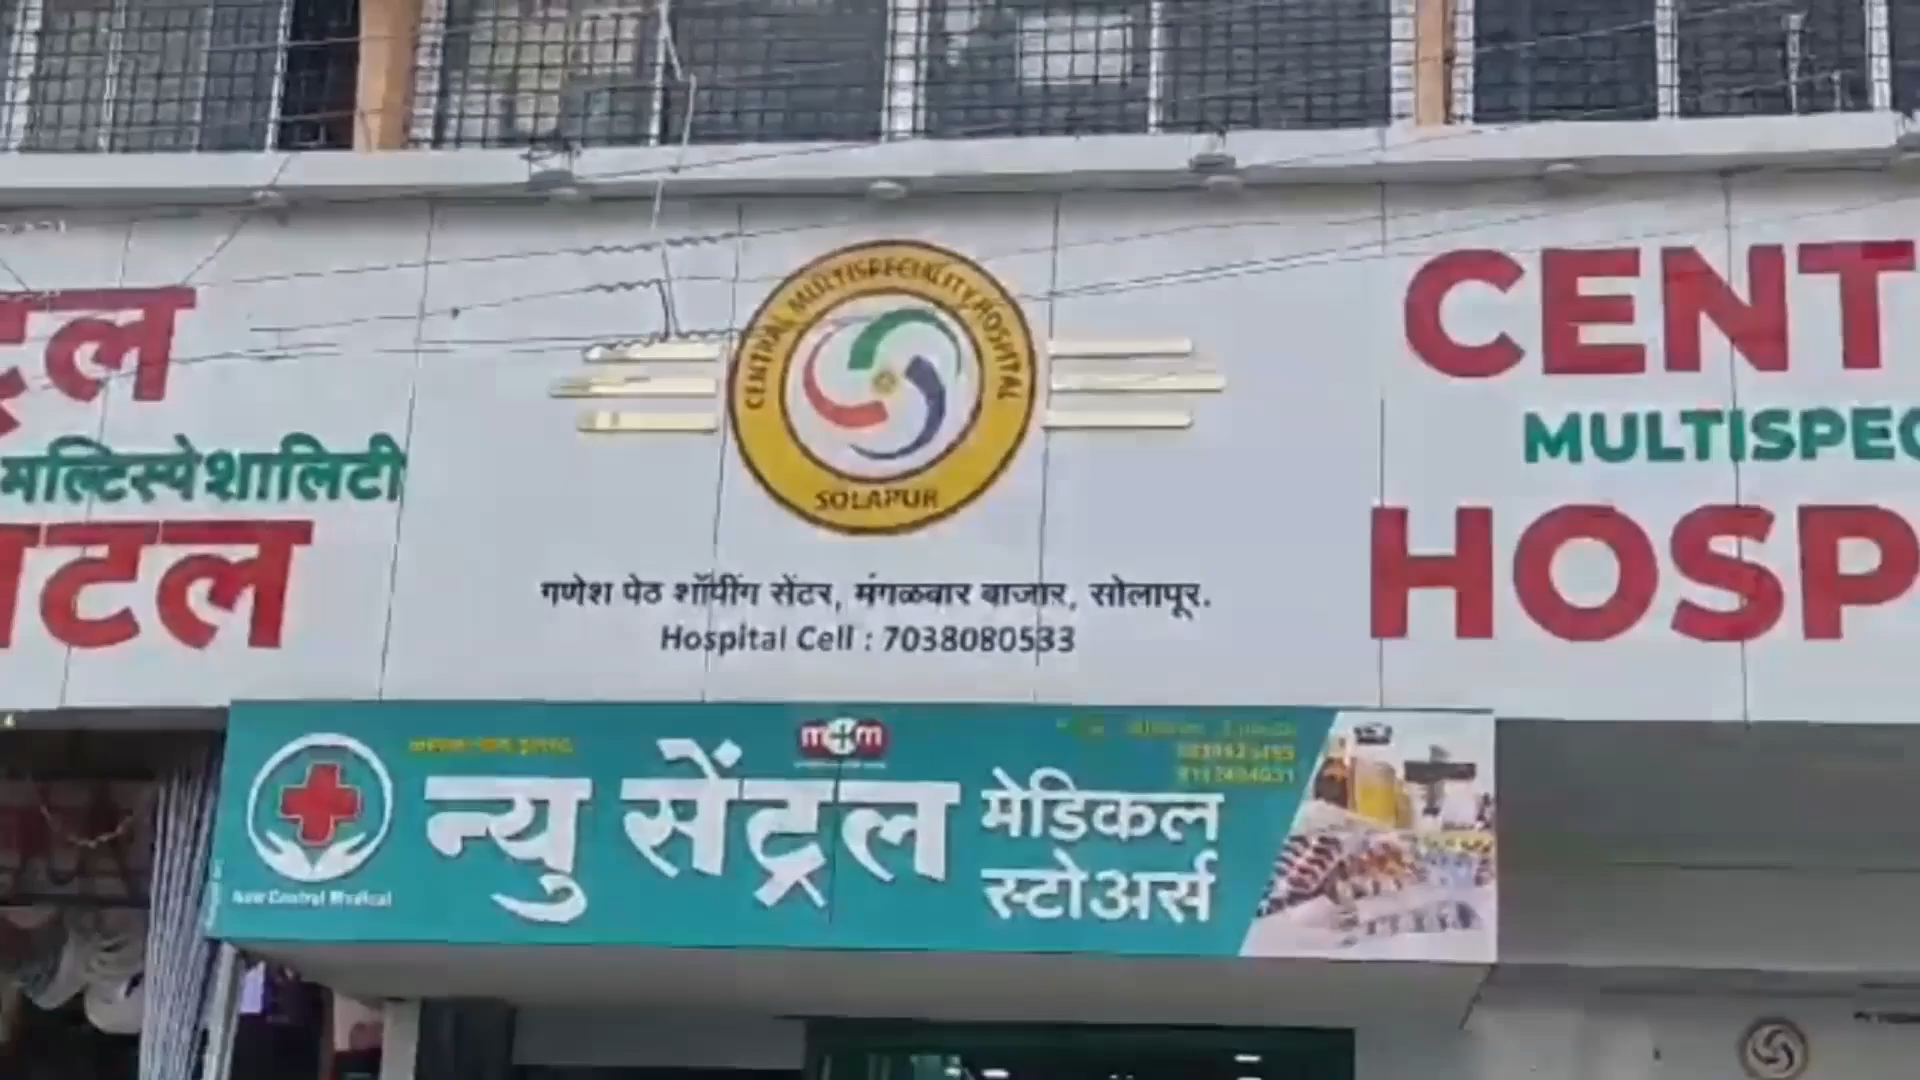 ट्रल
मल्टिस्पेशालिटी
टल
CENTRAL MULTISPECIALITY HOSPITAL
SOLAPUR
गणेश पेठ शॉपींग सेंटर, मंगळवार बाजार, सोलापूर.
Hospital Cell : 7038080533
CENT
MULTISPEC
HOSP
New Central Medical
न्यु सेंट्रल
मेडिकल
स्टोअर्स